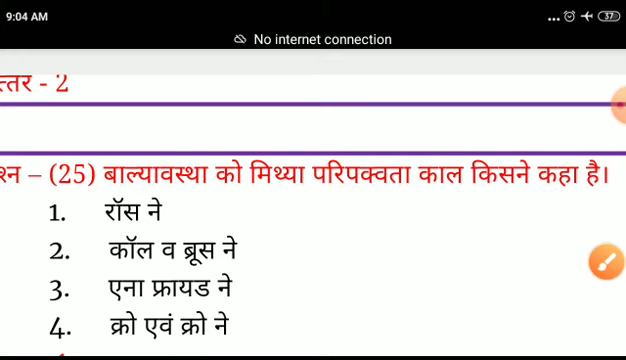 9:04 AM
37
No internet connection
त्तर - 2
श्न – (25) बाल्यावस्था को मिथ्या परिपक्वता काल किसने कहा है।
1. रॉस ने
2. कॉल व ब्रूस ने
3. एना फ्रायड ने
4. क्रो एवं क्रो ने